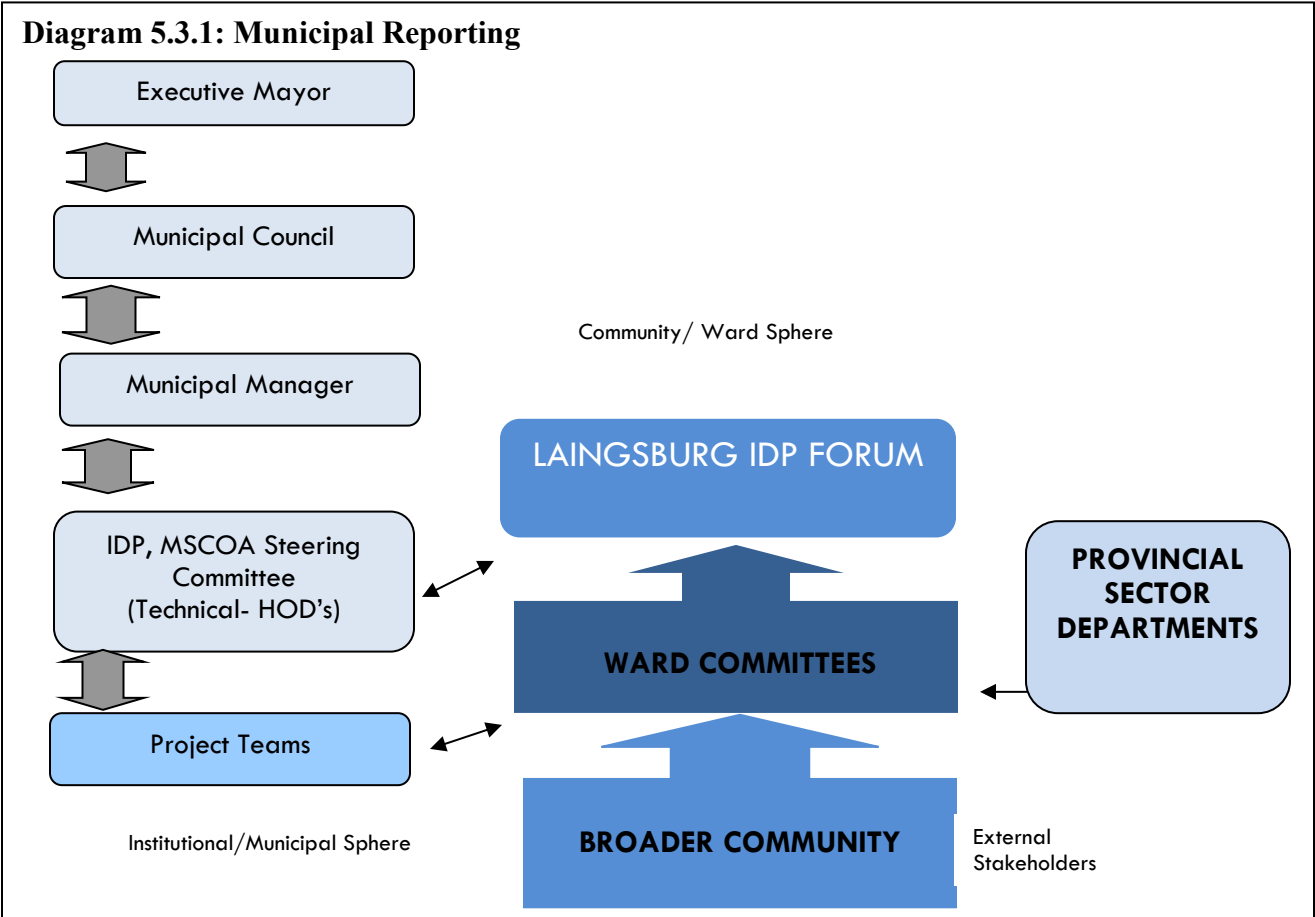 Diagram 5.3.1: Municipal Reporting
Executive Mayor
Municipal Council
Community/ Ward Sphere
Municipal Manager
LAINGSBURG IDP FORUM
IDP, MSCOA Steering
Committee
(Technical- HOD's)
PROVINCIAL
SECTOR
DEPARTMENTS
WARD COMMITTEES
Project Teams
Institutional/Municipal Sphere
BROADER COMMUNITY
External
Stakeholders